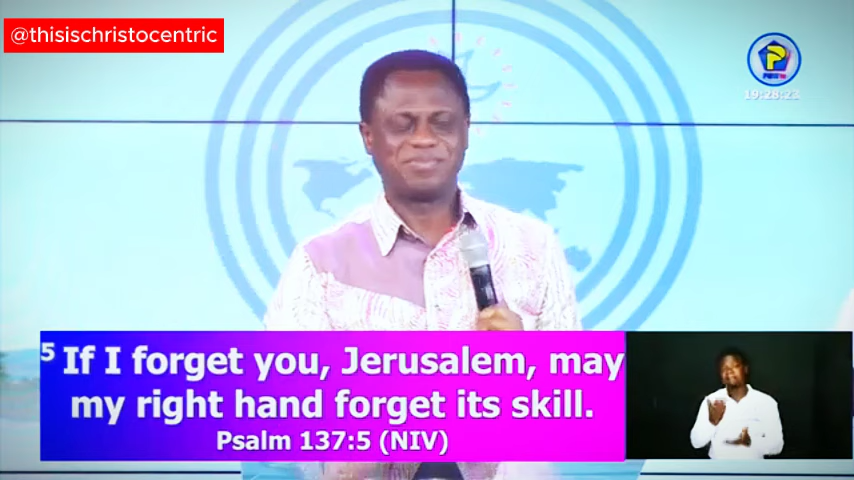 @thisischristocentric
P
19:28:23
5 If I forget you, Jerusalem, may
my right hand forget its skill.
Psalm 137:5 (NIV)